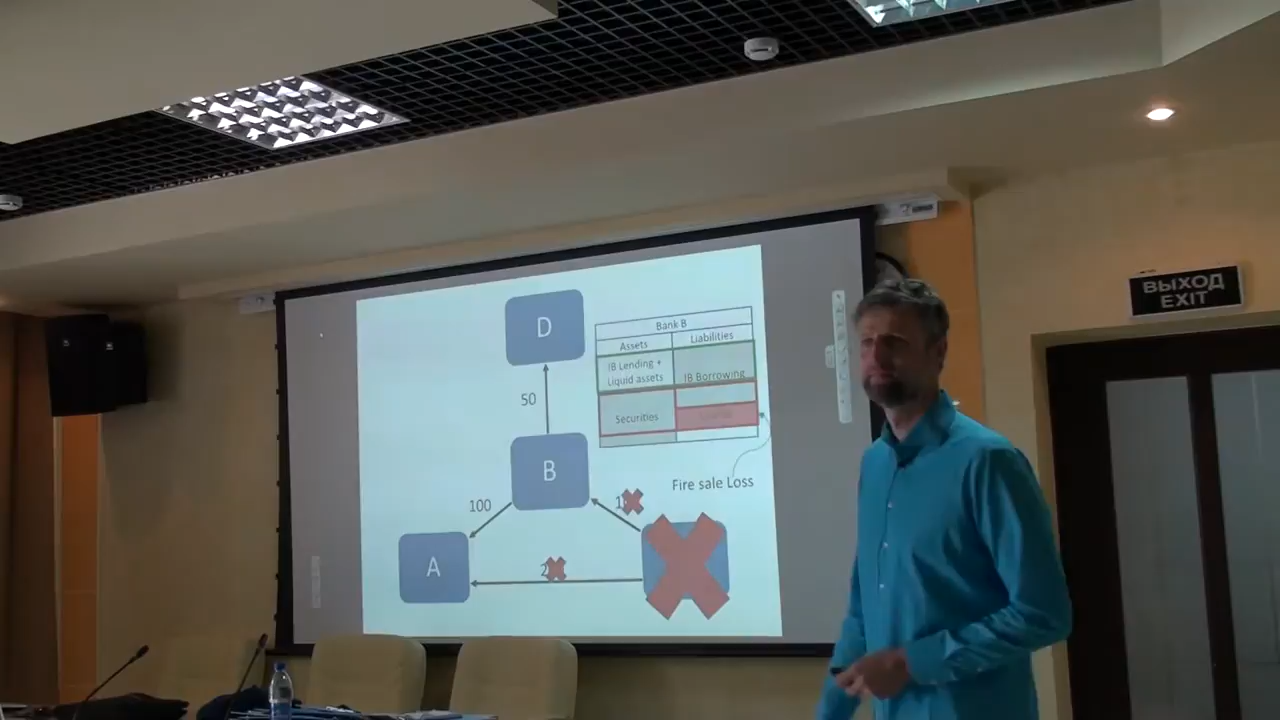 D
Bank B
Assets
Liabilities
IB Lending +
Liquid assets
IB Borrowing
Securities
50
B
Fire sale Loss
100
A
ВЫХОД
EXIT